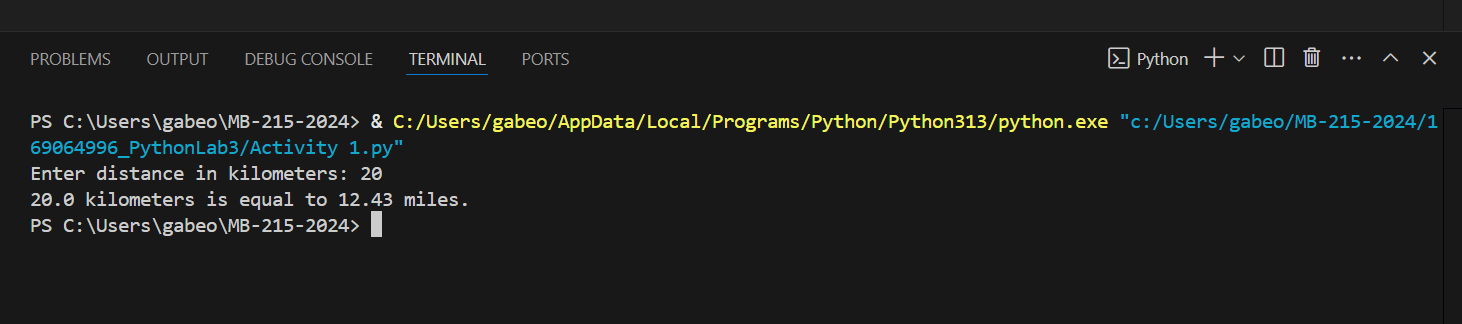 PROBLEMS OUTPUT DEBUG CONSOLE TERMINAL PORTS Python
PS C:\Users\gabeo\MB-215-2024> & C:/Users/gabeo/AppData/Local/Programs/Python/Python313/python.exe "c:/Users/gabeo/MB-215-2024/1
69064996_PythonLab3/Activity 1.py"
Enter distance in kilometers: 20
20.0 kilometers is equal to 12.43 miles.
PS C:\Users\gabeo\MB-215-2024>